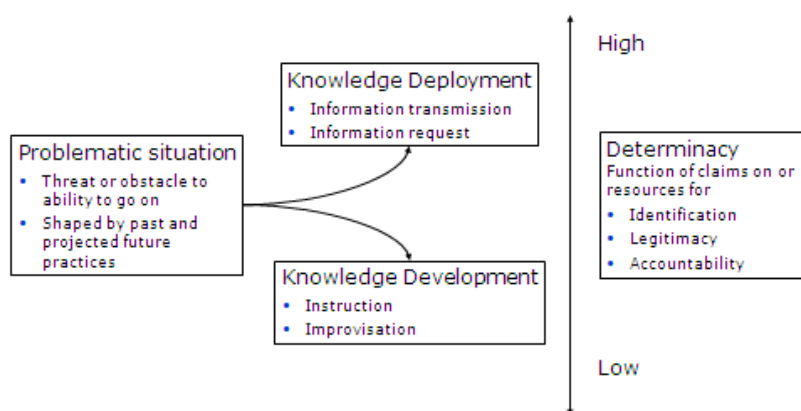 Problematic situation
• Threat or obstacle to
ability to go on
• Shaped by past and
projected future
practices
Knowledge Deployment
• Information transmission
• Information request
Knowledge Development
• Instruction
• Improvisation
High
Determinacy
Function of claims on or
resources for
• Identification
• Legitimacy
• Accountability
Low